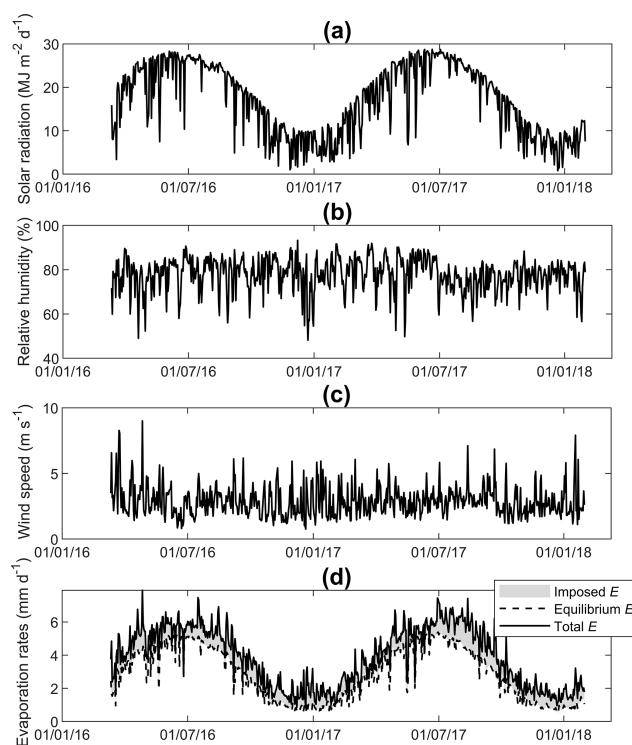 (a)
Solar radiation (MJ m-2 d-1)
30
20
10
0
01/01/16 01/07/16 01/01/17 01/07/17 01/01/18
(b)
Relative humidity (%)
100
80
60
40
01/01/16 01/07/16 01/01/17 01/07/17 01/01/18
(c)
Wind speed (m s-1)
10
5
0
01/01/16 01/07/16 01/01/17 01/07/17 01/01/18
(d)
Evaporation rates (mm d-1)
6
4
2
0
01/01/16 01/07/16 01/01/17 01/07/17 01/01/18
Imposed E
Equilibrium E
Total E